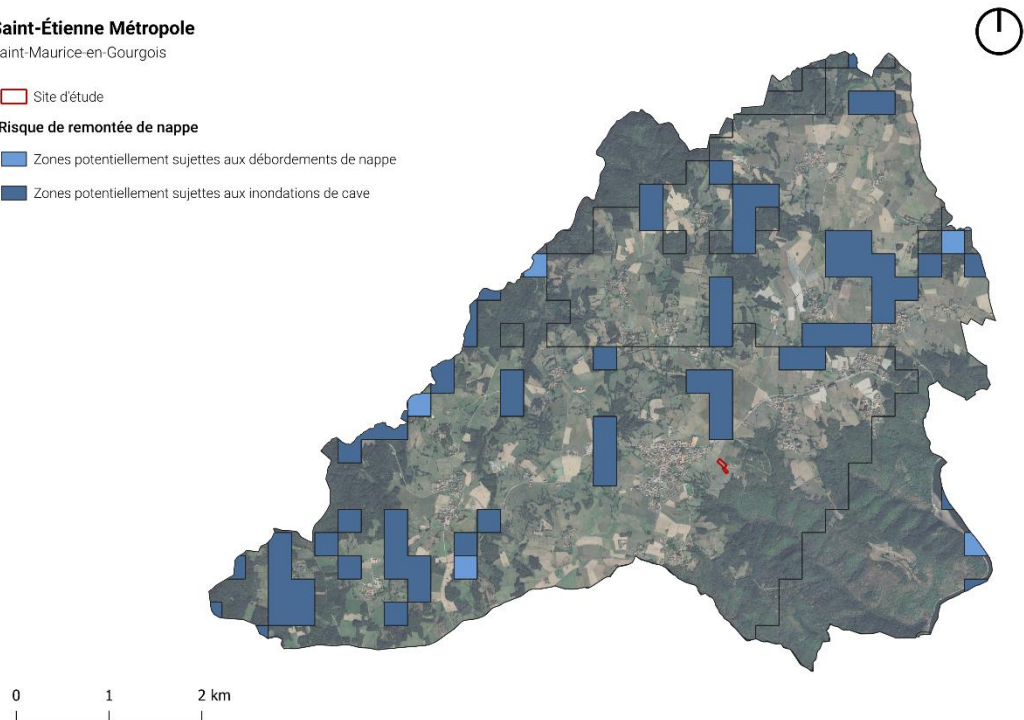 Saint-Étienne Métropole
aint-Maurice-en-Gourgois
Site d'étude
Risque de remontée de nappe
Zones potentiellement sujettes aux débordements de nappe
Zones potentiellement sujettes aux inondations de cave
0 1 2 km